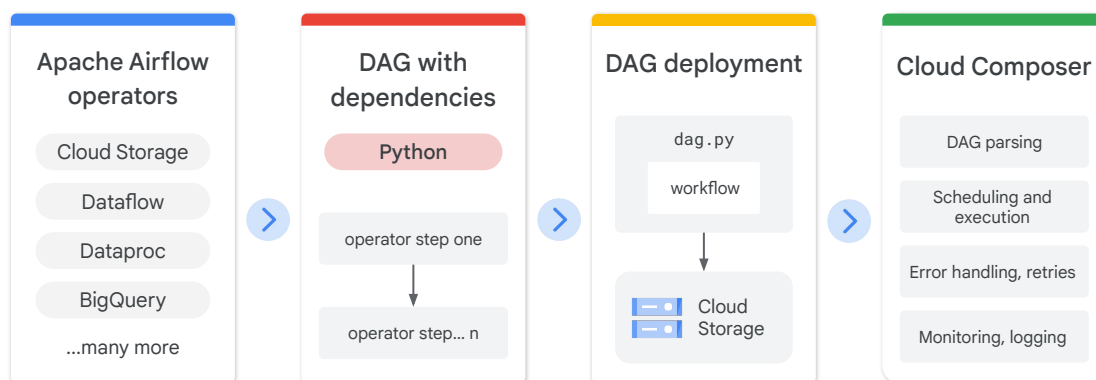 Apache Airflow
operators
Cloud Storage
Dataflow
Dataproc
BigQuery
...many more
DAG with
dependencies
Python
operator step one
operator step... n
DAG deployment
dag.py
workflow
Cloud
Storage
Cloud Composer
DAG parsing
Scheduling and
execution
Error handling, retries
Monitoring, logging